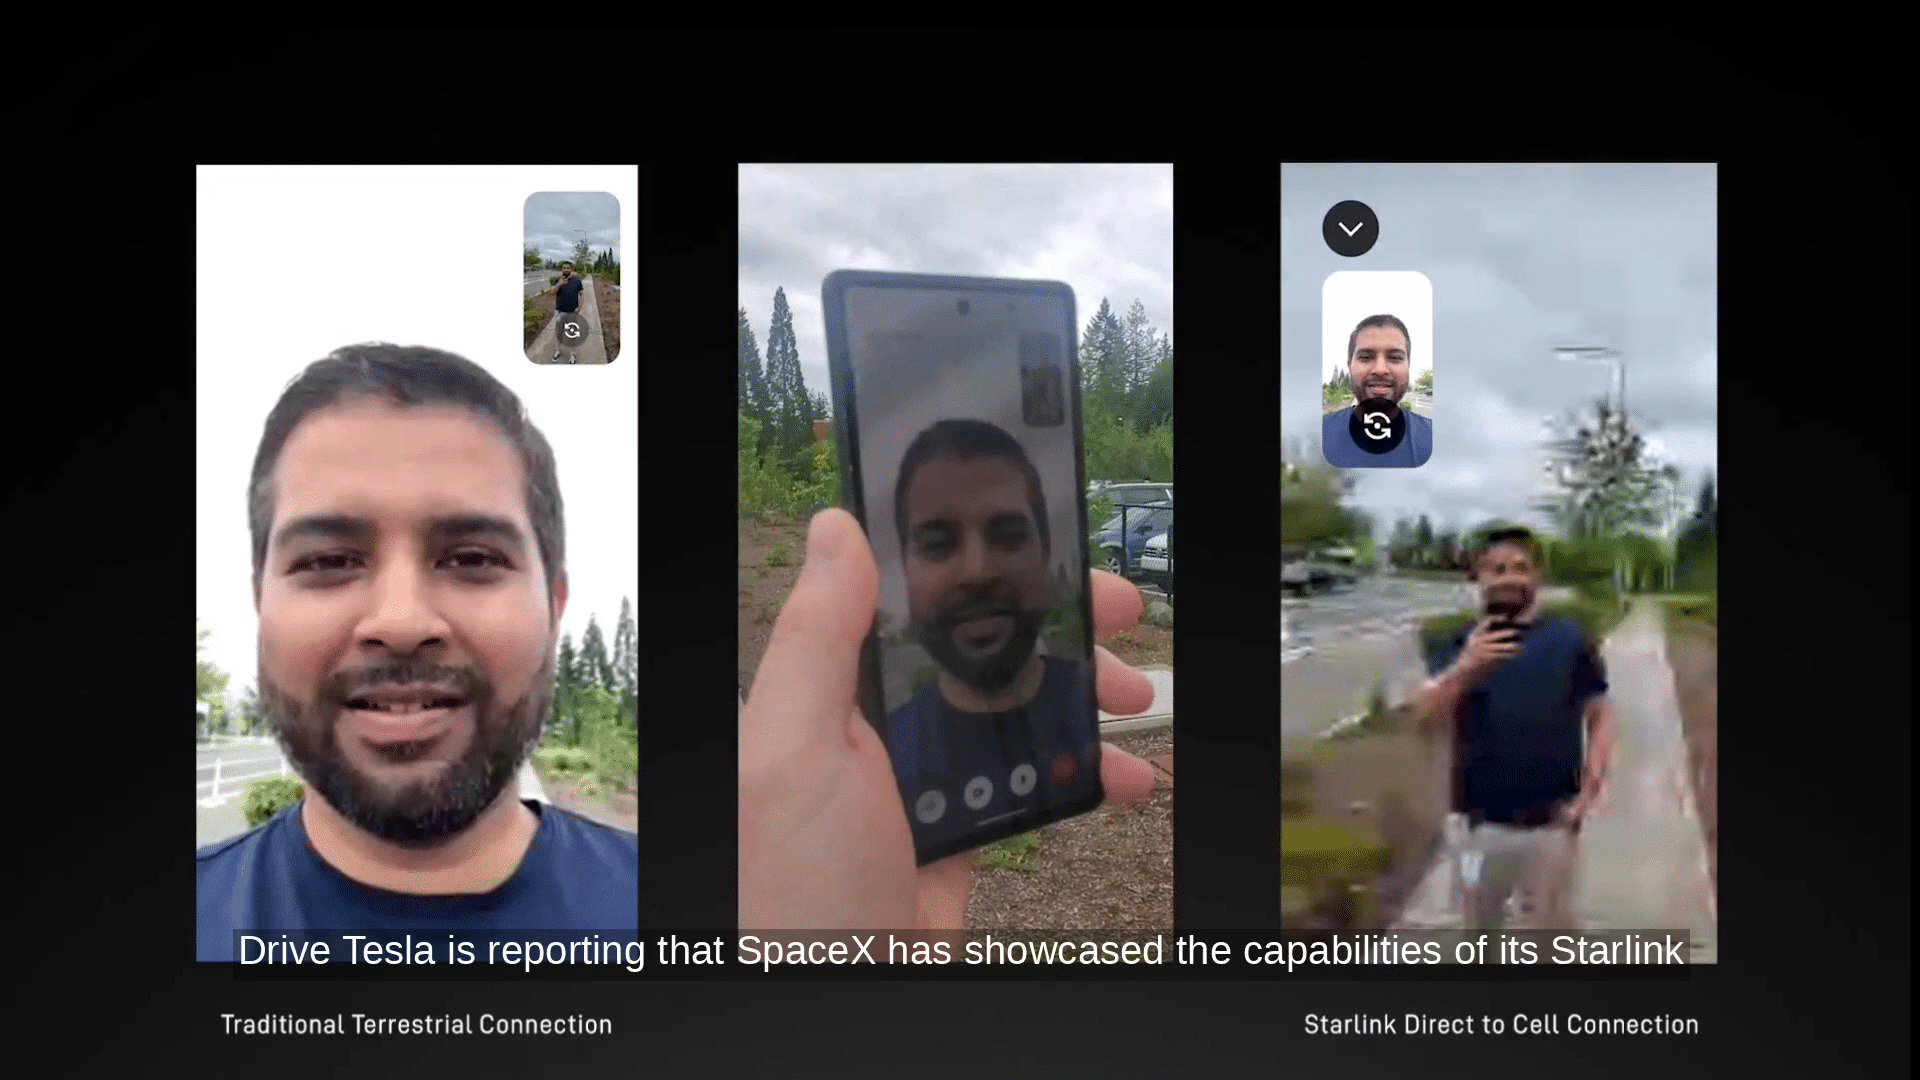 Drive Tesla is reporting that SpaceX has showcased the capabilities of its Starlink
Traditional Terrestrial Connection
Starlink Direct to Cell Connection